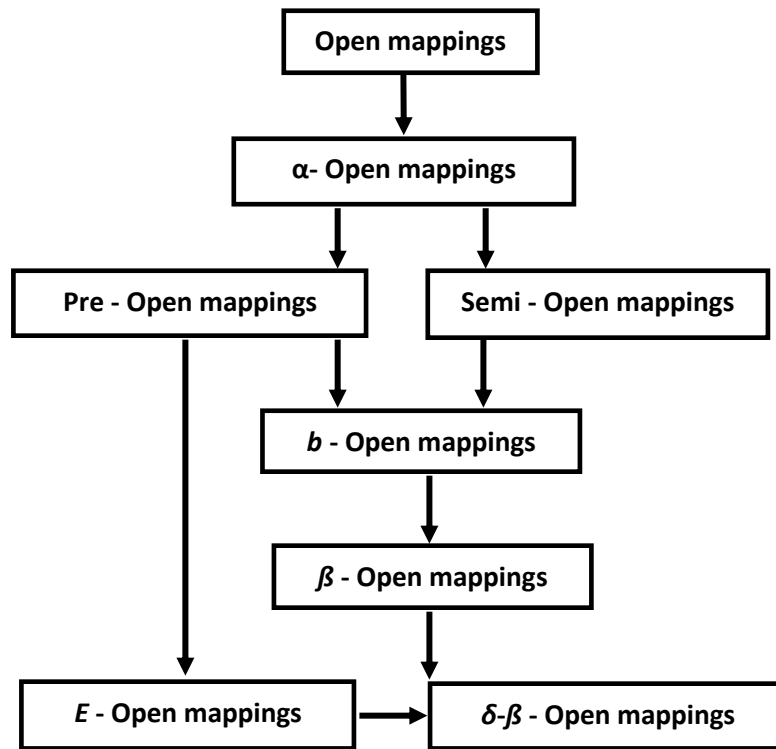 Open mappings
α- Open mappings
Pre - Open mappings
Semi - Open mappings
b - Open mappings
β - Open mappings
E - Open mappings
δ-β - Open mappings